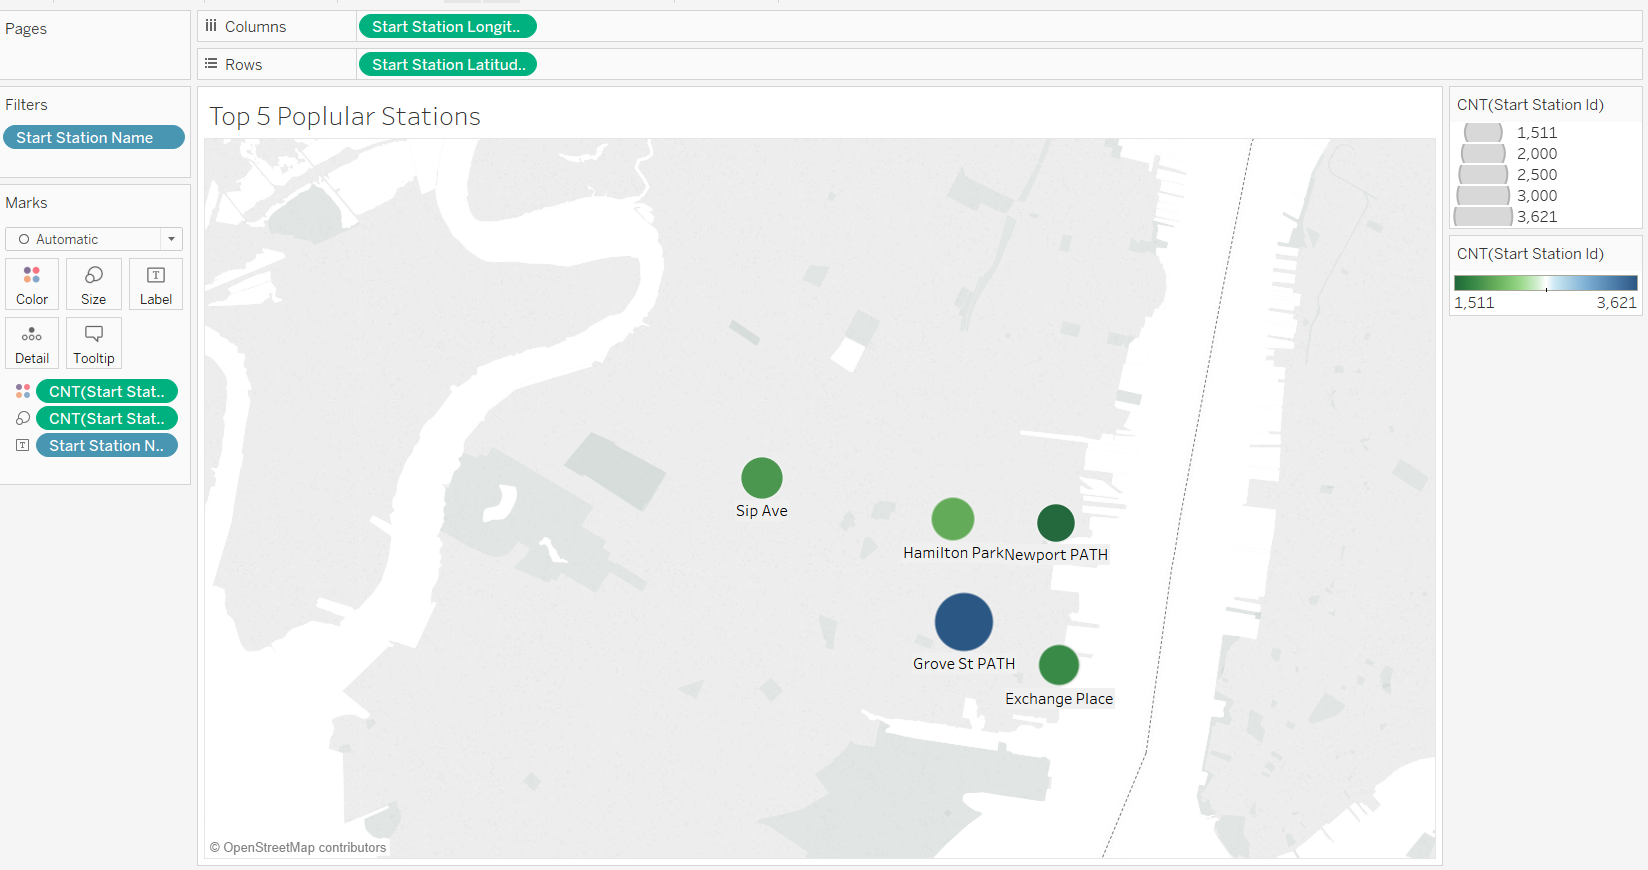 Pages
Columns
Start Station Longit..
Rows
Start Station Latitud..
Filters
Start Station Name
Marks
Automatic
Color
Size
Label
Detail
Tooltip
CNT(Start Stat..
CNT(Start Stat..
Start Station N..
Top 5 Poplular Stations
Sip Ave
Hamilton Park
Newport PATH
Grove St PATH
Exchange Place
© OpenStreetMap contributors
CNT(Start Station Id)
1,511
2,000
2,500
3,000
3,621
CNT(Start Station Id)
1,511
3,621